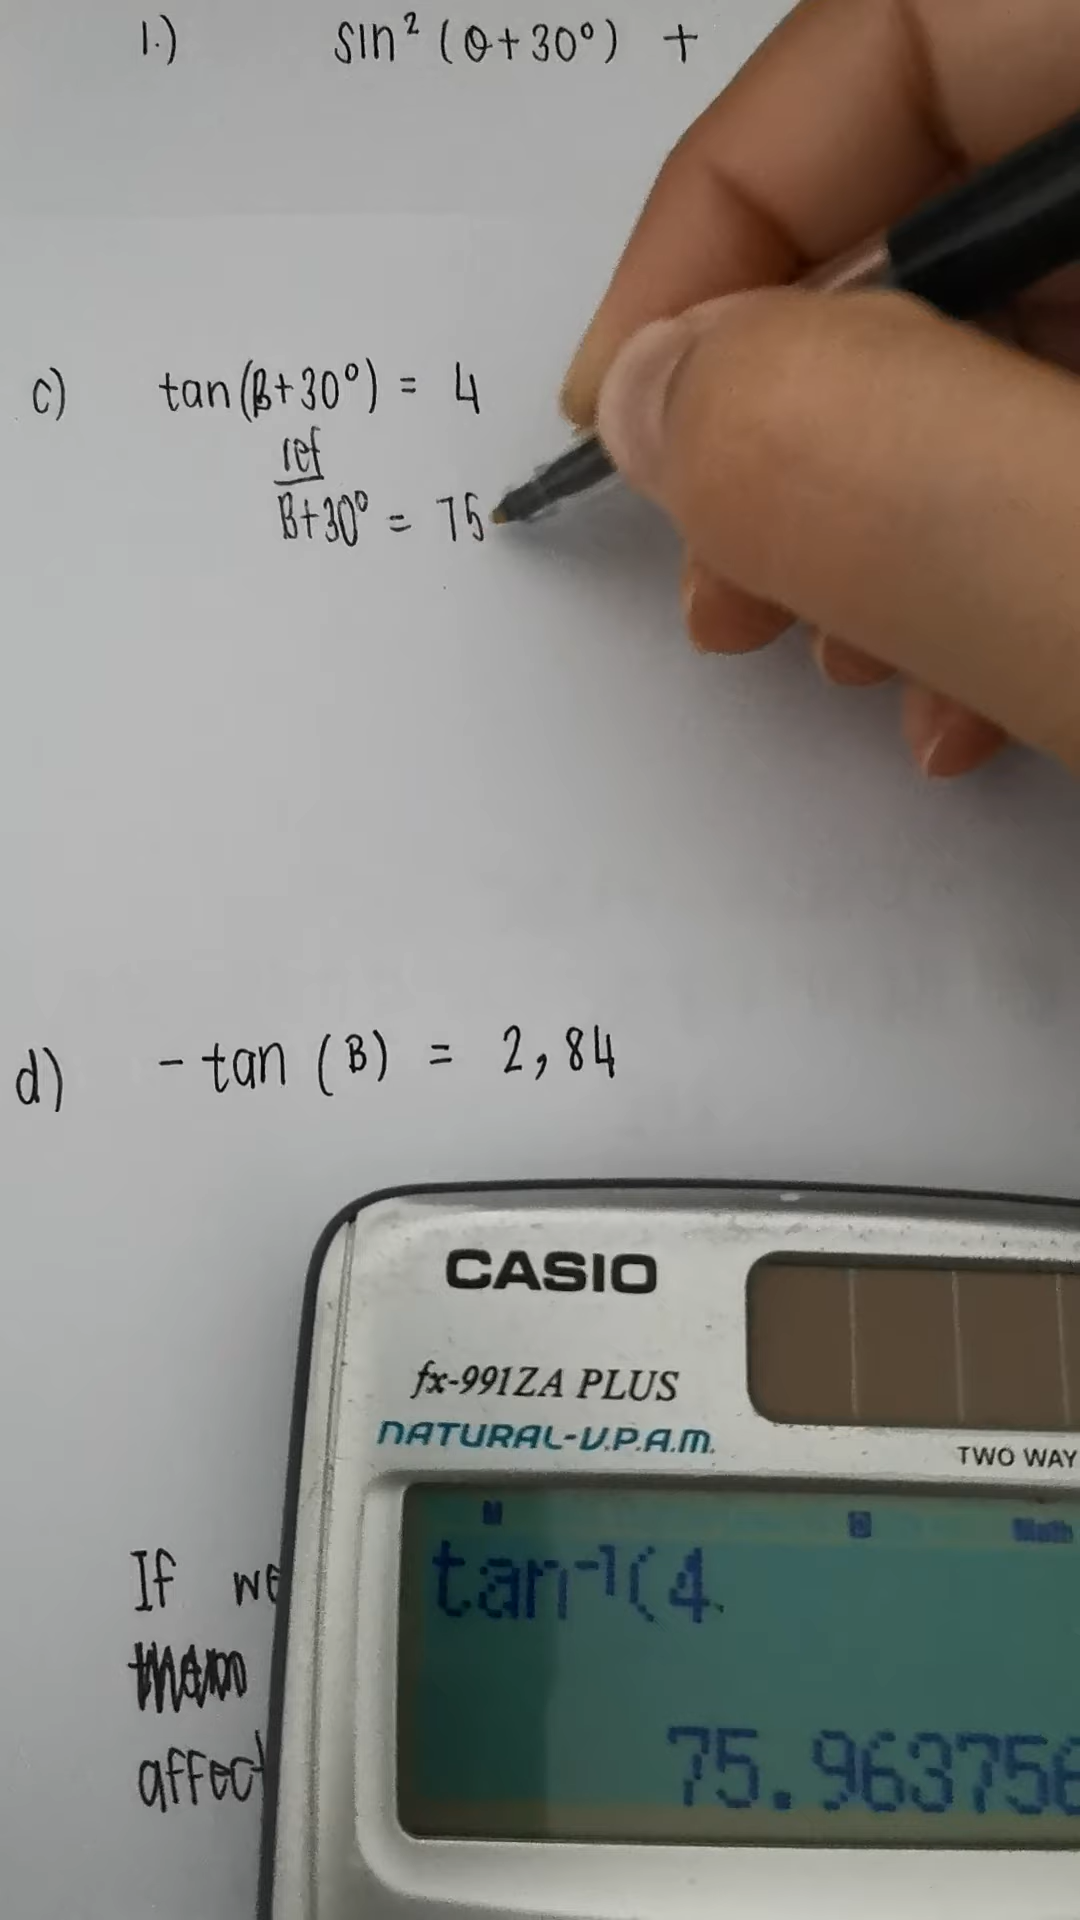 1.) sin² (θ+30°) +
c) tan(B+30°) = 4
ref
B+30° = 75
d) -tan (B) = 2,84
CASIO
fx-991ZA PLUS
NATURAL-V.P.A.M.
TWO WAY
M D Math
tan⁻¹(4
75.963756
If we
affect